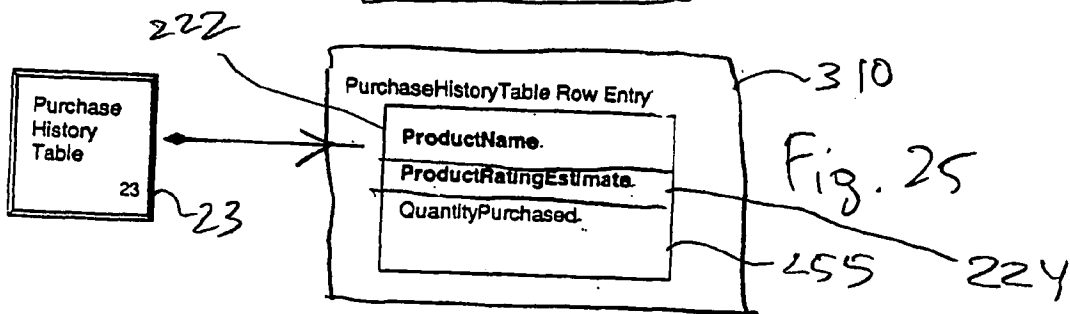 222
310
PurchaseHistoryTable Row Entry
Purchase
History
Table
23
23
ProductName.
ProductRatingEstimate.
QuantityPurchased.
Fig. 25
255
224